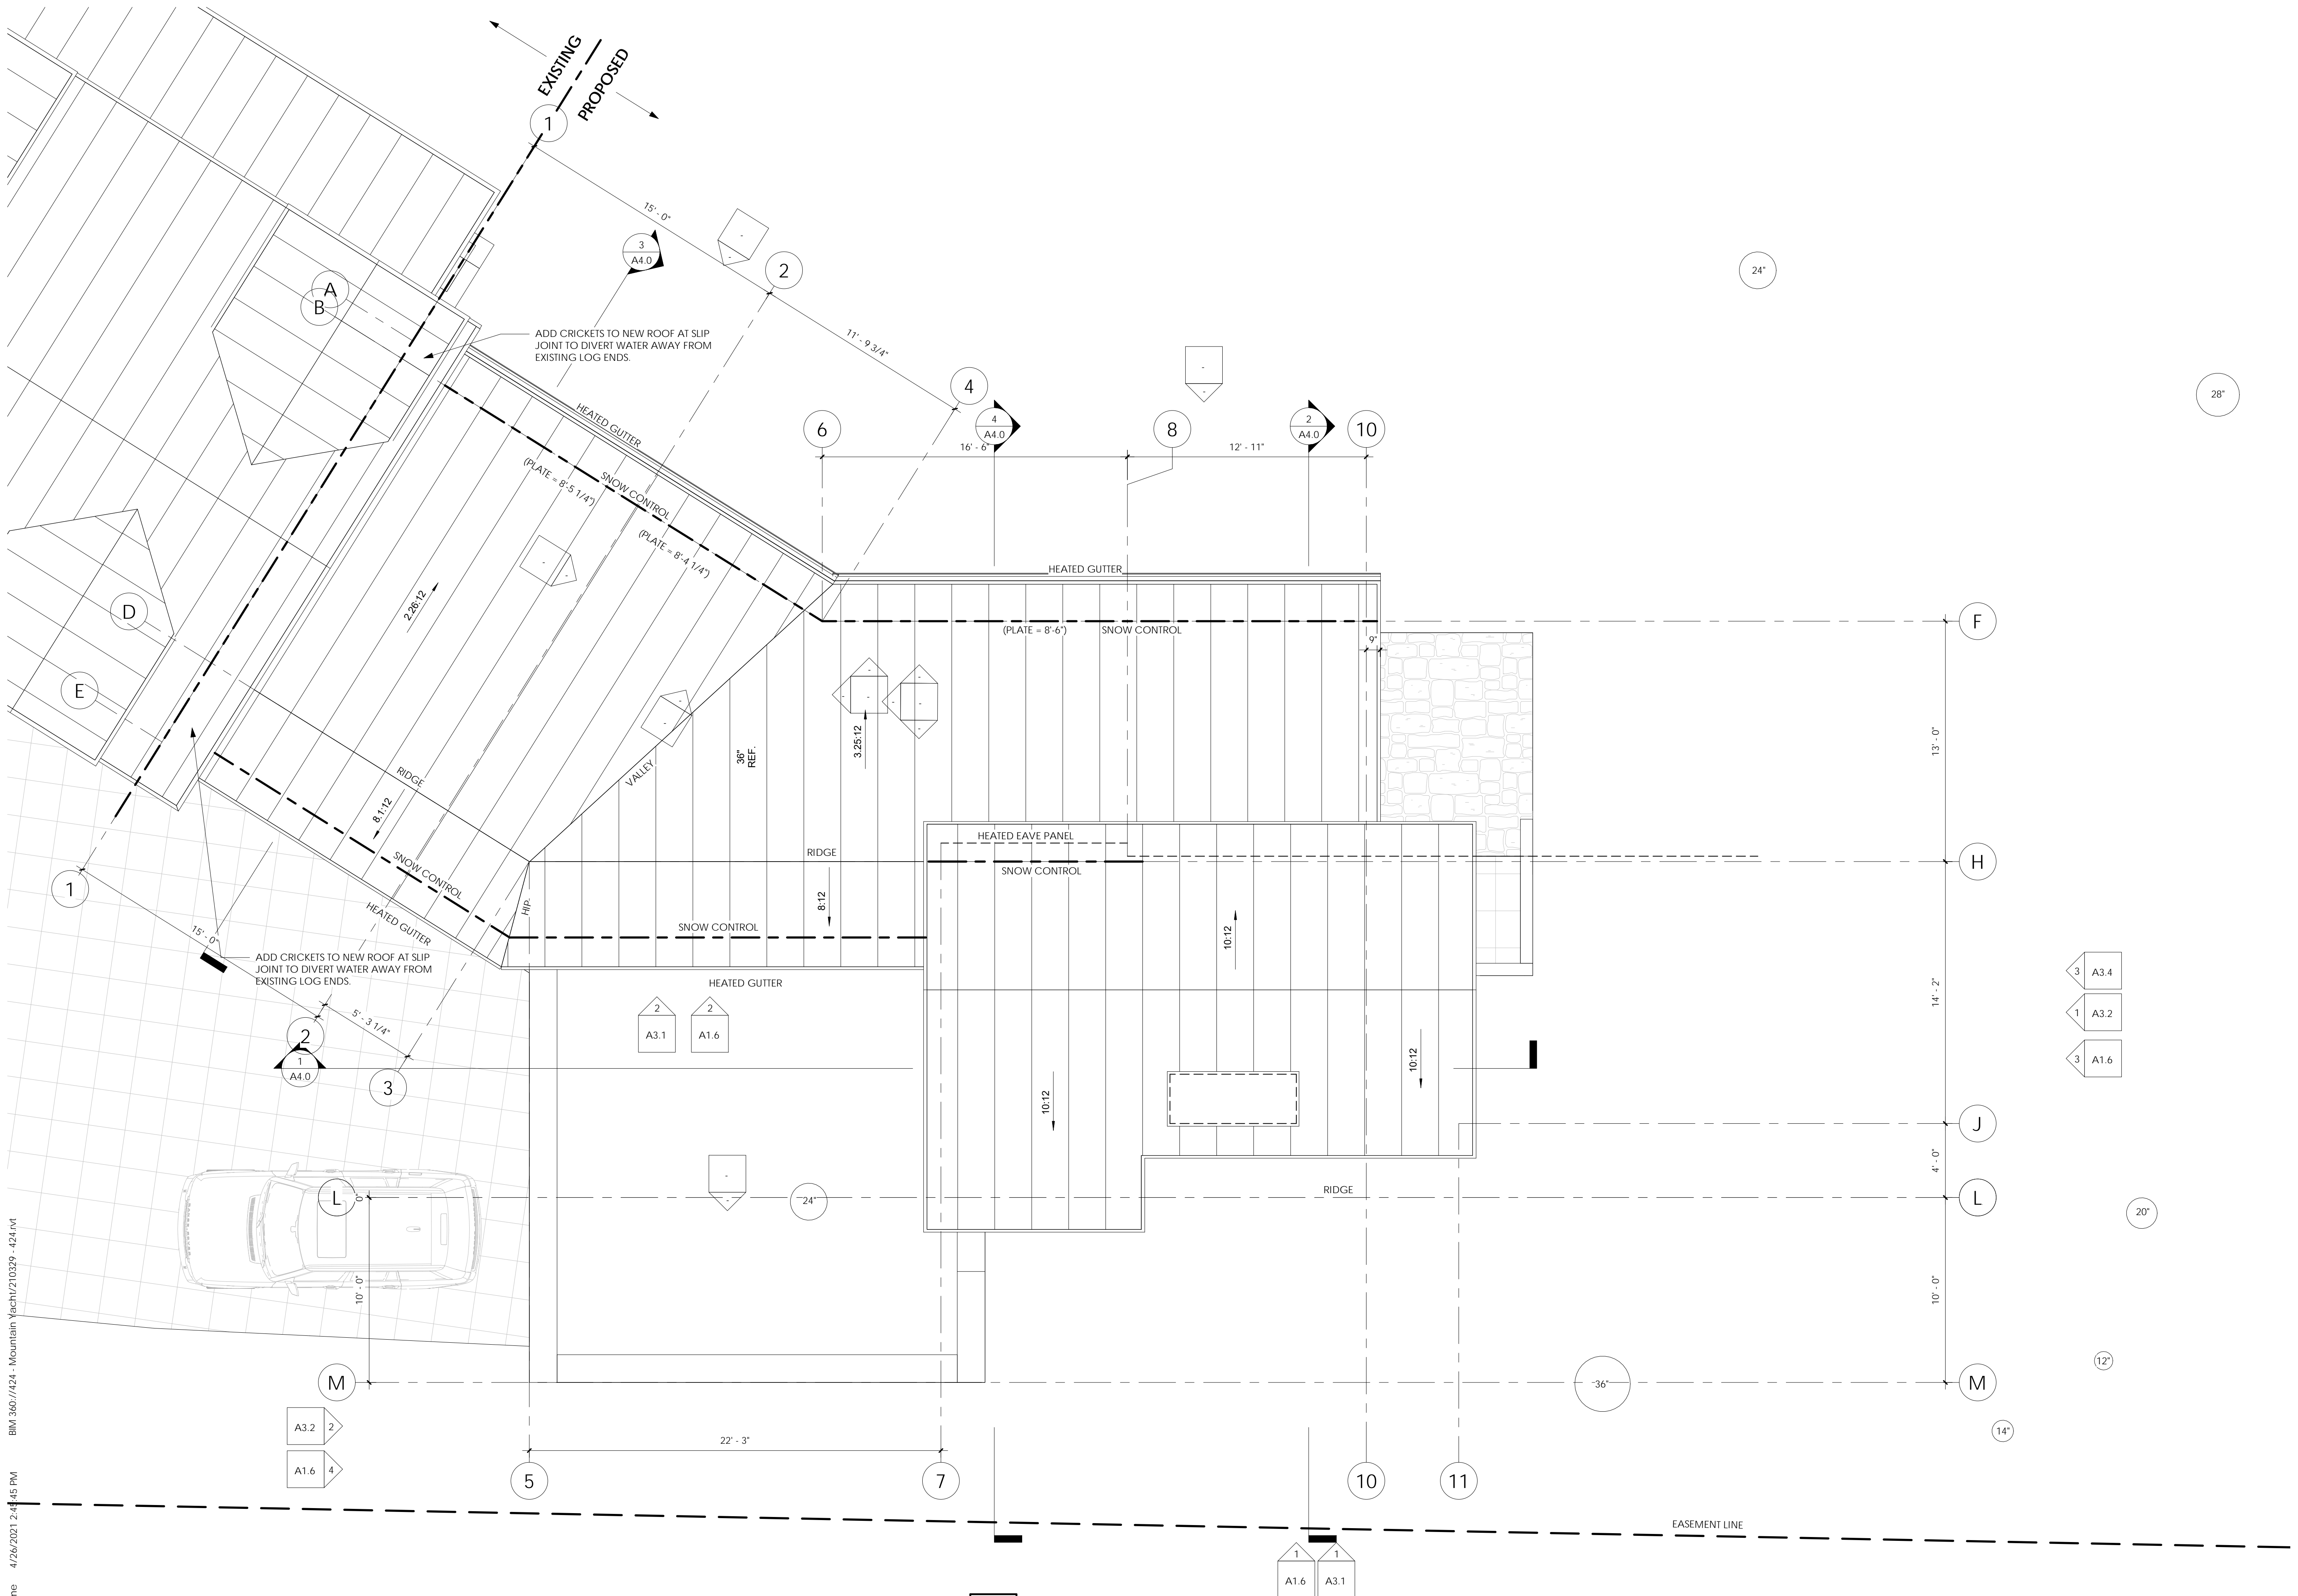 EXISTING
PROPOSED
1
15' - 0"
3
A4.0
-
-
2
24"
A
B
ADD CRICKETS TO NEW ROOF AT SLIP
JOINT TO DIVERT WATER AWAY FROM
EXISTING LOG ENDS.
11' - 9 3/4"
4
-
-
28"
HEATED GUTTER
6
4
A4.0
16' - 6"
8
2
A4.0
12' - 11"
10
(PLATE = 8'-5 1/4")
SNOW CONTROL
(PLATE = 8'-4 1/4")
-
-
HEATED GUTTER
2.26:12
D
F
(PLATE = 8'-6")
SNOW CONTROL
9"
E
-
-
-
-
-
-
-
-
-
36"
REF.
3.25:12
13' - 0"
VALLEY
RIDGE
8.1:12
HEATED EAVE PANEL
RIDGE
H
SNOW CONTROL
SNOW CONTROL
1
HIP
8:12
HEATED GUTTER
SNOW CONTROL
15' - 0"
10:12
ADD CRICKETS TO NEW ROOF AT SLIP
JOINT TO DIVERT WATER AWAY FROM
EXISTING LOG ENDS.
HEATED GUTTER
3
A3.4
14' - 2"
2
A3.1
2
A1.6
1
A3.2
5' - 3 1/4"
2
1
A4.0
3
10:12
10:12
3
A1.6
J
4' - 0"
-
-
L
0"
24"
RIDGE
L
20"
10' - 0"
10' - 0"
12"
M
36"
M
A3.2
2
14"
22' - 3"
A1.6
4
5
7
10
11
EASEMENT LINE
1
A1.6
1
A3.1
BIM 360://424 - Mountain Yacht/210329 - 424.rvt
4/26/2021 2:45:45 PM
ne